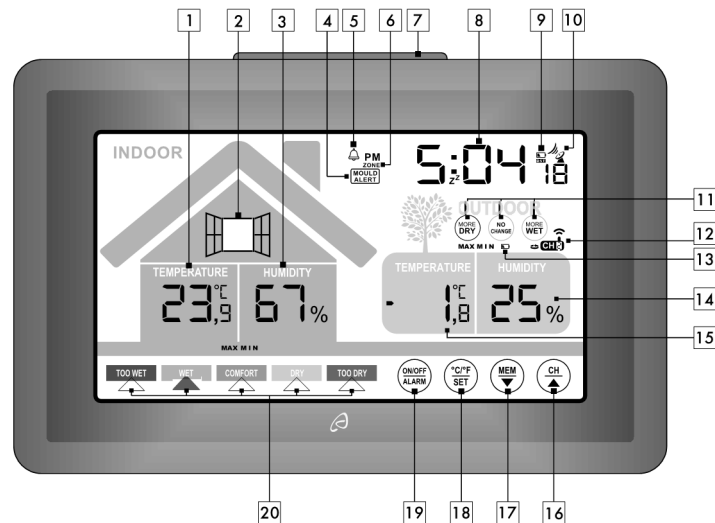 1 2 3 4 5 6 7 8 9 10
INDOOR
PM
ZONE
MOULD
ALERT
5:04
zZ
18
11
OUTDOOR
MORE
DRY
NO
CHANGE
MORE
WET
12
MAX MIN
CH 3
13
TEMPERATURE
HUMIDITY
23,9 °C
67%
TEMPERATURE
HUMIDITY
1,8 °C
25%
14
15
MAX MIN
TOO WET
WET
COMFORT
DRY
TOO DRY
ON/OFF
ALARM
°C/°F
SET
MEM
CH
20 19 18 17 16